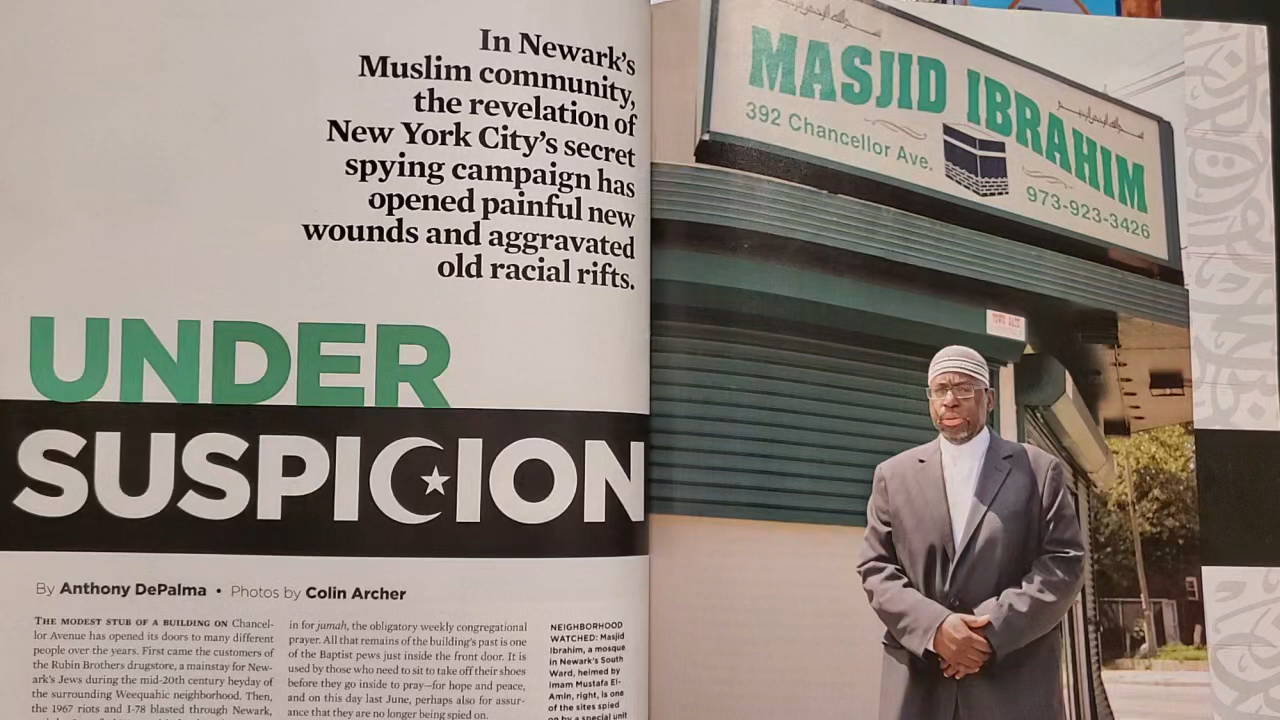 In Newark's
Muslim community,
the revelation of
New York City's secret
spying campaign has
opened painful new
wounds and aggravated
old racial rifts.
UNDER
SUSPICION
By Anthony DePalma • Photos by Colin Archer
THE MODEST STUB OF A BUILDING ON Chancel-
lor Avenue has opened its doors to many different
people over the years. First came the customers of
the Rubin Brothers drugstore, a mainstay for New-
ark's Jews during the mid-20th century heyday of
the surrounding Weequahic neighborhood. Then,
the 1967 riots and I-78 blasted through Newark,
in for jumah, the obligatory weekly congregational
prayer. All that remains of the building's past is one
of the Baptist pews just inside the front door. It is
used by those who need to sit to take off their shoes
before they go inside to pray—for hope and peace,
and on this day last June, perhaps also for assur-
ance that they are no longer being spied on.
NEIGHBORHOOD
WATCHED: Masjid
Ibrahim, a mosque
in Newark's South
Ward, helmed by
Imam Mustafa El-
Amin, right, is one
of the sites spied
on by a special unit
MASJID IBRAHIM
392 Chancellor Ave.
973-923-3426